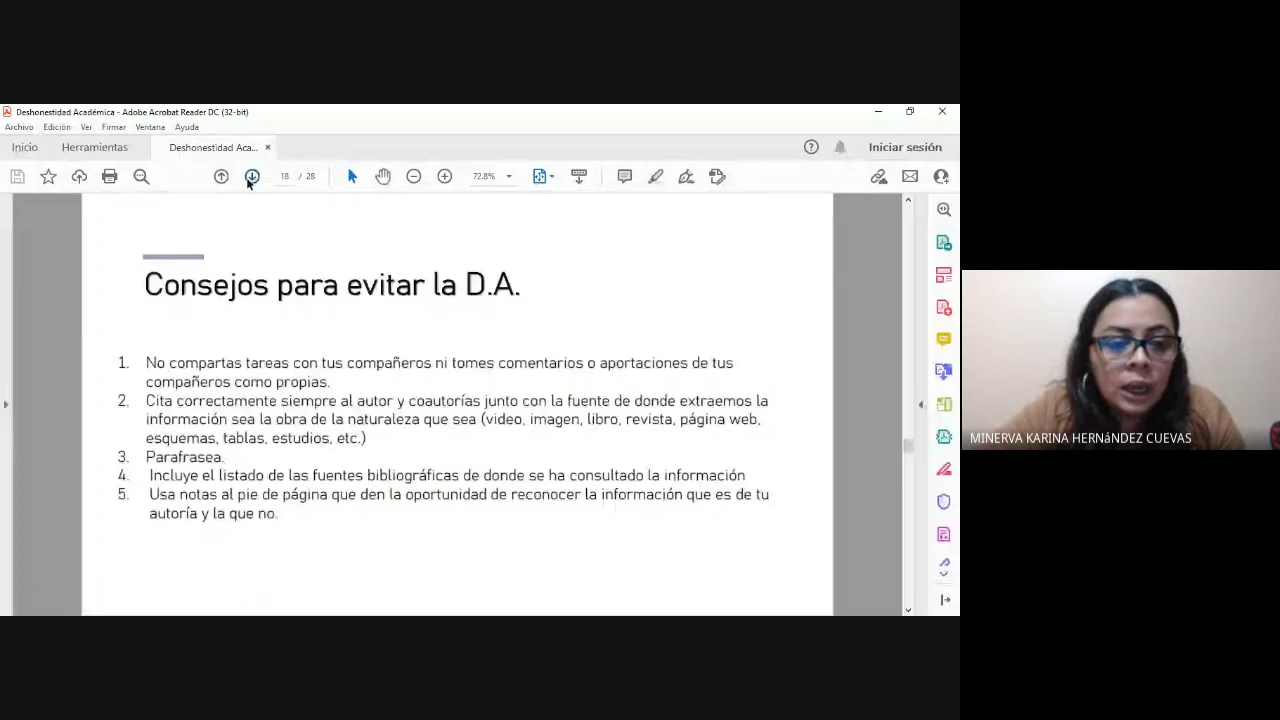 Deshonestidad Académica - Adobe Acrobat Reader DC (32-bit)
Archivo Edición Ver Firmar Ventana Ayuda
Inicio Herramientas Deshonestidad Aca... × Iniciar sesión
18 / 28 72.8%
Consejos para evitar la D.A.
1. No compartas tareas con tus compañeros ni tomes comentarios o aportaciones de tus
compañeros como propias.
2. Cita correctamente siempre al autor y coautorías junto con la fuente de donde extraemos la
información sea la obra de la naturaleza que sea (video, imagen, libro, revista, página web,
esquemas, tablas, estudios, etc.)
3. Parafrasea.
4. Incluye el listado de las fuentes bibliográficas de donde se ha consultado la información
5. Usa notas al pie de página que den la oportunidad de reconocer la información que es de tu
autoría y la que no.
MINERVA KARINA HERNáNDEZ CUEVAS